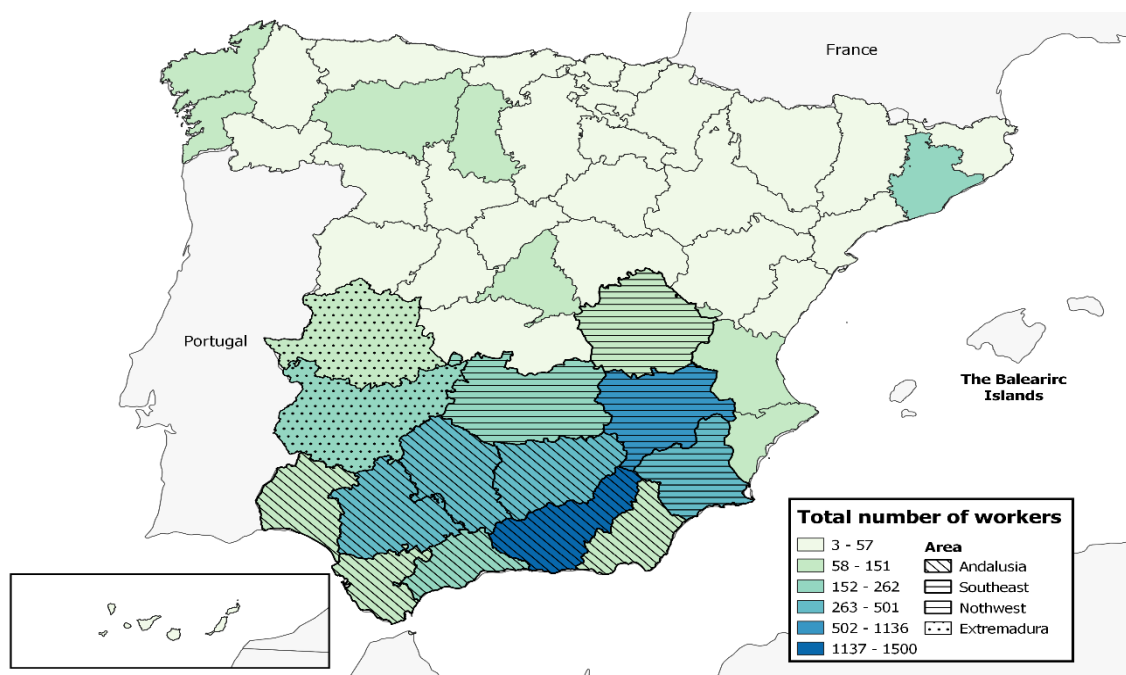 France
Portugal
The Balearirc
Islands
Total number of workers
3 - 57
58 - 151
152 - 262
263 - 501
502 - 1136
1137 - 1500
Area
Andalusia
Southeast
Nothwest
Extremadura